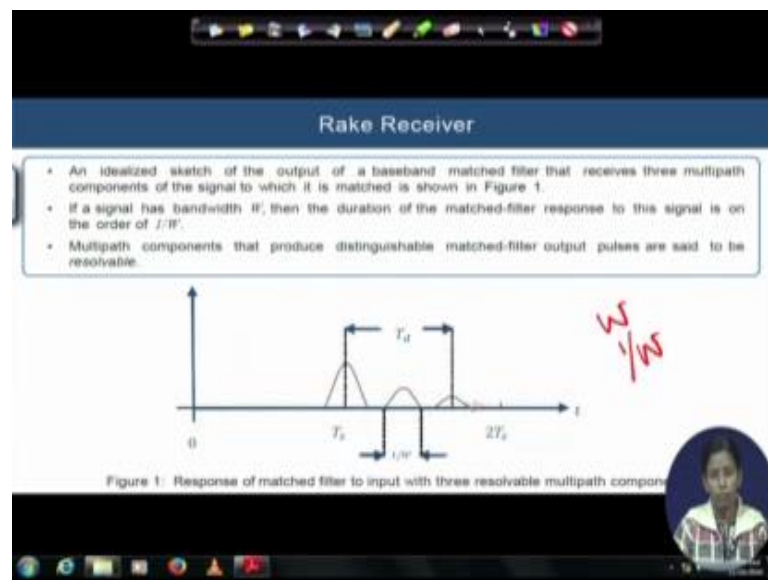 Rake Receiver
• An idealized sketch of the output of a baseband matched filter that receives three multipath
components of the signal to which it is matched is shown in Figure 1.
• If a signal has bandwidth W, then the duration of the matched-filter response to this signal is on
the order of 1/W.
• Multipath components that produce distinguishable matched-filter output pulses are said to be
resolvable.
W
1/W
T_d
t
0
T_s
2T_s
1/W
Figure 1: Response of matched filter to input with three resolvable multipath compone